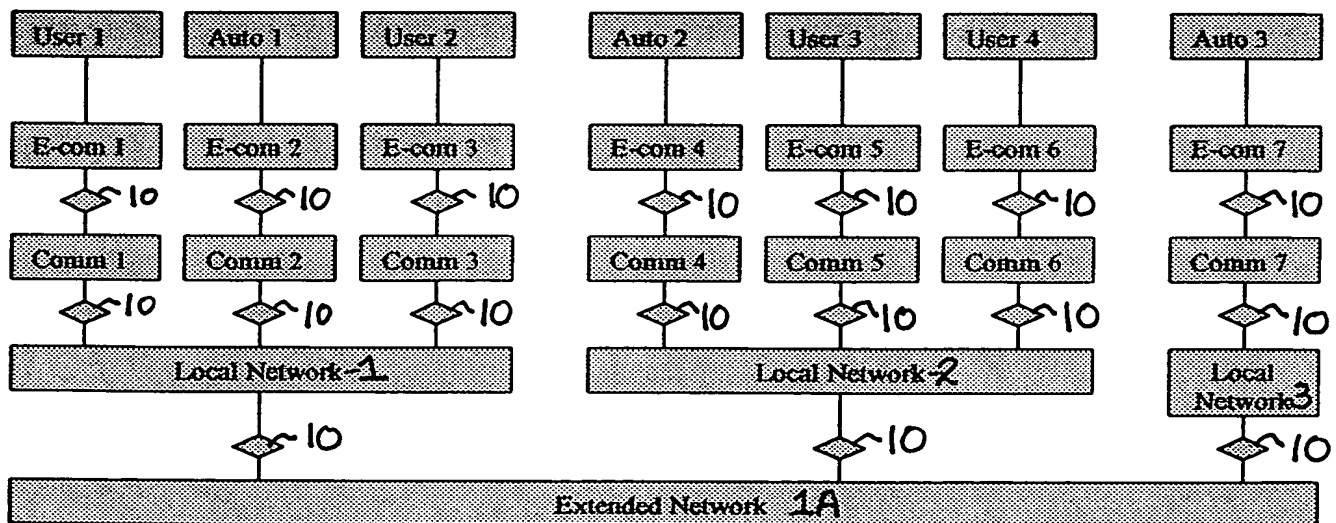 User 1 Auto 1 User 2 Auto 2 User 3 User 4 Auto 3
E-com 1 E-com 2 E-com 3 E-com 4 E-com 5 E-com 6 E-com 7
10 10 10 10 10 10 10
Comm 1 Comm 2 Comm 3 Comm 4 Comm 5 Comm 6 Comm 7
10 10 10 10 10 10 10
Local Network-1 Local Network-2 Local
Network 3
10 10 10
Extended Network 1A